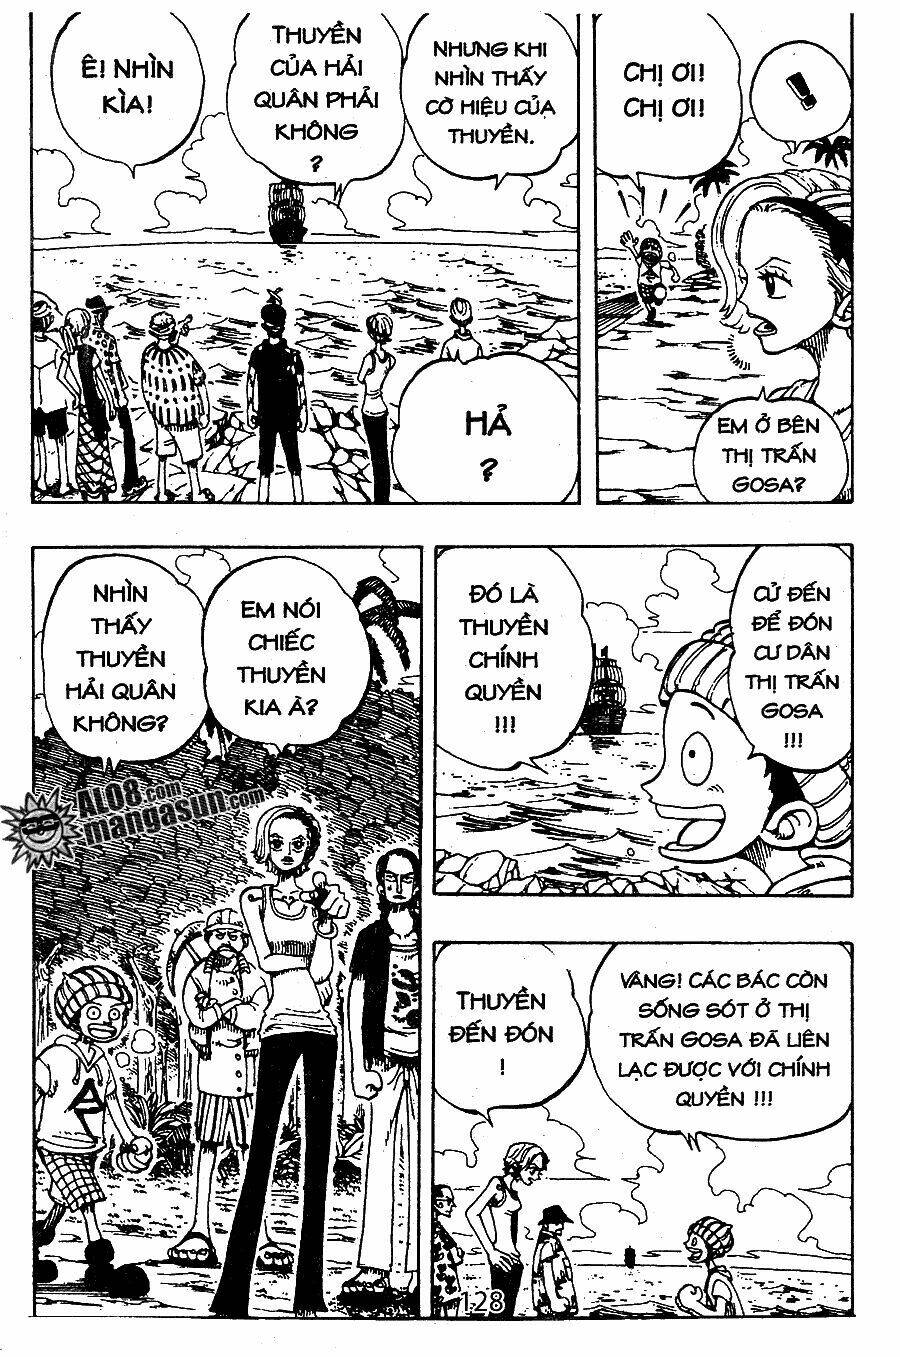 CHỊ ƠI!
CHỊ ƠI!
!
EM Ở BÊN
THỊ TRẤN
GOSA?
NHƯNG KHI
NHÌN THẤY
CỜ HIỆU CỦA
THUYỀN.
THUYỀN
CỦA HẢI
QUÂN PHẢI
KHÔNG
?
Ê! NHÌN
KÌA!
HẢ
?
CỬ ĐẾN
ĐỂ ĐÓN
CƯ DÂN
THỊ TRẤN
GOSA
!!!
ĐÓ LÀ
THUYỀN
CHÍNH
QUYỀN
!!!
EM NÓI
CHIẾC
THUYỀN
KIA À?
NHÌN
THẤY
THUYỀN
HẢI QUÂN
KHÔNG?
AL08.com
mangasun.com
VÂNG! CÁC BÁC CÒN
SỐNG SÓT Ở THỊ
TRẤN GOSA ĐÃ LIÊN
LẠC ĐƯỢC VỚI CHÍNH
QUYỀN !!!
THUYỀN
ĐẾN ĐÓN
!
128